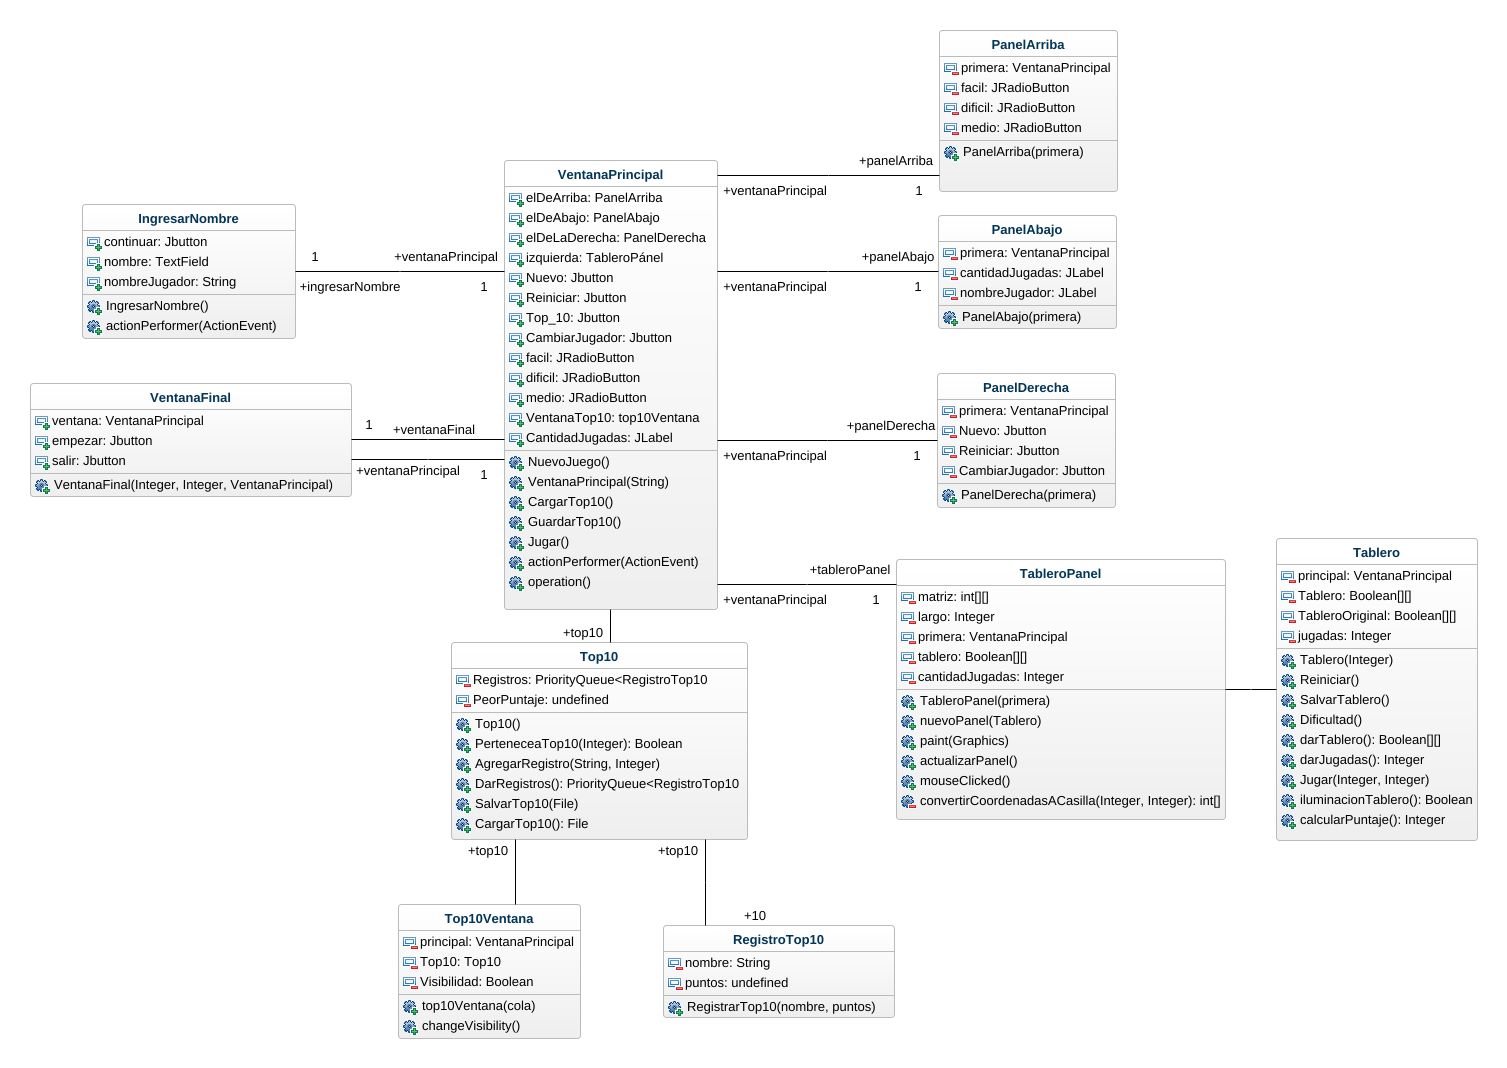 PanelArriba
primera: VentanaPrincipal
facil: JRadioButton
dificil: JRadioButton
medio: JRadioButton
PanelArriba(primera)
+panelArriba
+ventanaPrincipal
1
VentanaPrincipal
elDeArriba: PanelArriba
elDeAbajo: PanelAbajo
elDeLaDerecha: PanelDerecha
izquierda: TableroPánel
Nuevo: Jbutton
Reiniciar: Jbutton
Top_10: Jbutton
CambiarJugador: Jbutton
facil: JRadioButton
dificil: JRadioButton
medio: JRadioButton
VentanaTop10: top10Ventana
CantidadJugadas: JLabel
NuevoJuego()
VentanaPrincipal(String)
CargarTop10()
GuardarTop10()
Jugar()
actionPerformer(ActionEvent)
operation()
IngresarNombre
continuar: Jbutton
nombre: TextField
nombreJugador: String
IngresarNombre()
actionPerformer(ActionEvent)
1
+ventanaPrincipal
+ingresarNombre
1
PanelAbajo
primera: VentanaPrincipal
cantidadJugadas: JLabel
nombreJugador: JLabel
PanelAbajo(primera)
+panelAbajo
+ventanaPrincipal
1
VentanaFinal
ventana: VentanaPrincipal
empezar: Jbutton
salir: Jbutton
VentanaFinal(Integer, Integer, VentanaPrincipal)
1
+ventanaFinal
+ventanaPrincipal
1
PanelDerecha
primera: VentanaPrincipal
Nuevo: Jbutton
Reiniciar: Jbutton
CambiarJugador: Jbutton
PanelDerecha(primera)
+panelDerecha
+ventanaPrincipal
1
+tableroPanel
+ventanaPrincipal
1
TableroPanel
matriz: int[][]
largo: Integer
primera: VentanaPrincipal
tablero: Boolean[][]
cantidadJugadas: Integer
TableroPanel(primera)
nuevoPanel(Tablero)
paint(Graphics)
actualizarPanel()
mouseClicked()
convertirCoordenadasACasilla(Integer, Integer): int[]
Tablero
principal: VentanaPrincipal
Tablero: Boolean[][]
TableroOriginal: Boolean[][]
jugadas: Integer
Tablero(Integer)
Reiniciar()
SalvarTablero()
Dificultad()
darTablero(): Boolean[][]
darJugadas(): Integer
Jugar(Integer, Integer)
iluminacionTablero(): Boolean
calcularPuntaje(): Integer
+top10
Top10
Registros: PriorityQueue<RegistroTop10
PeorPuntaje: undefined
Top10()
PerteneceaTop10(Integer): Boolean
AgregarRegistro(String, Integer)
DarRegistros(): PriorityQueue<RegistroTop10
SalvarTop10(File)
CargarTop10(): File
+top10
+top10
+10
Top10Ventana
principal: VentanaPrincipal
Top10: Top10
Visibilidad: Boolean
top10Ventana(cola)
changeVisibility()
RegistroTop10
nombre: String
puntos: undefined
RegistrarTop10(nombre, puntos)